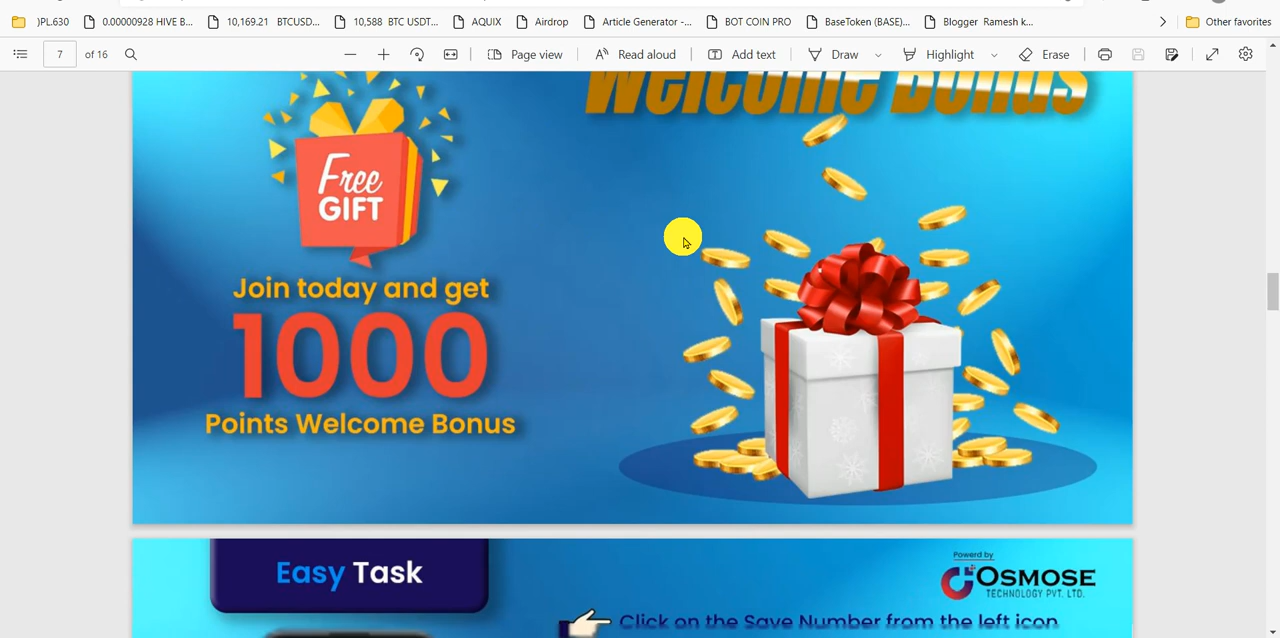 )PL.630
0.00000928 HIVE B...
10,169.21 BTCUSD...
10,588 BTC USDT...
AQUIX
Airdrop
Article Generator -...
BOT COIN PRO
BaseToken (BASE)...
Blogger Ramesh k...
Other favorites
7
of 16
Page view
Read aloud
Add text
Draw
Highlight
Erase
Welcome Bonus
Free
GIFT
Join today and get
1000
Points Welcome Bonus
Easy Task
Powered by
OSMOSE
TECHNOLOGY PVT. LTD.
Click on the Save Number from the left icon